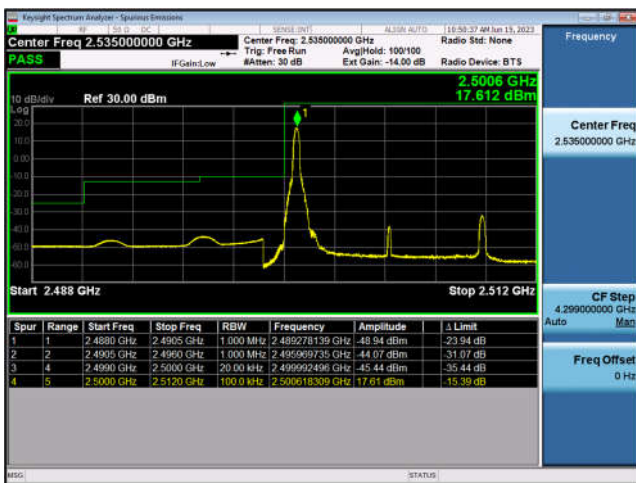 Keysight Spectrum Analyzer - Spurious Emissions
RF 50 Ω DC SENSE:INT ALIGN AUTO 10:50:37 AM Jun 15, 2023
Center Freq 2.535000000 GHz
Center Freq: 2.535000000 GHz
Radio Std: None
Trig: Free Run
Avg|Hold: 100/100
PASS
IFGain:Low
#Atten: 30 dB
Ext Gain: -14.00 dB
Radio Device: BTS
Frequency
2.5006 GHz
17.612 dBm
10 dB/div
Ref 30.00 dBm
Log
20.0
10.0
0.00
-10.0
-20.0
-30.0
-40.0
-50.0
-60.0
1
Start 2.488 GHz
Stop 2.512 GHz
Spur Range Start Freq Stop Freq RBW Frequency Amplitude Δ Limit
1 1 2.4880 GHz 2.4905 GHz 1.000 MHz 2.489278139 GHz -48.94 dBm -23.94 dB
2 2 2.4905 GHz 2.4960 GHz 1.000 MHz 2.495969735 GHz -44.07 dBm -31.07 dB
3 4 2.4990 GHz 2.5000 GHz 20.00 kHz 2.499992496 GHz -45.44 dBm -35.44 dB
4 5 2.5000 GHz 2.5120 GHz 100.0 kHz 2.500618309 GHz 17.61 dBm -15.39 dB
Center Freq
2.535000000 GHz
CF Step
4.299000000 GHz
Auto Man
Freq Offset
0 Hz
MSG
STATUS